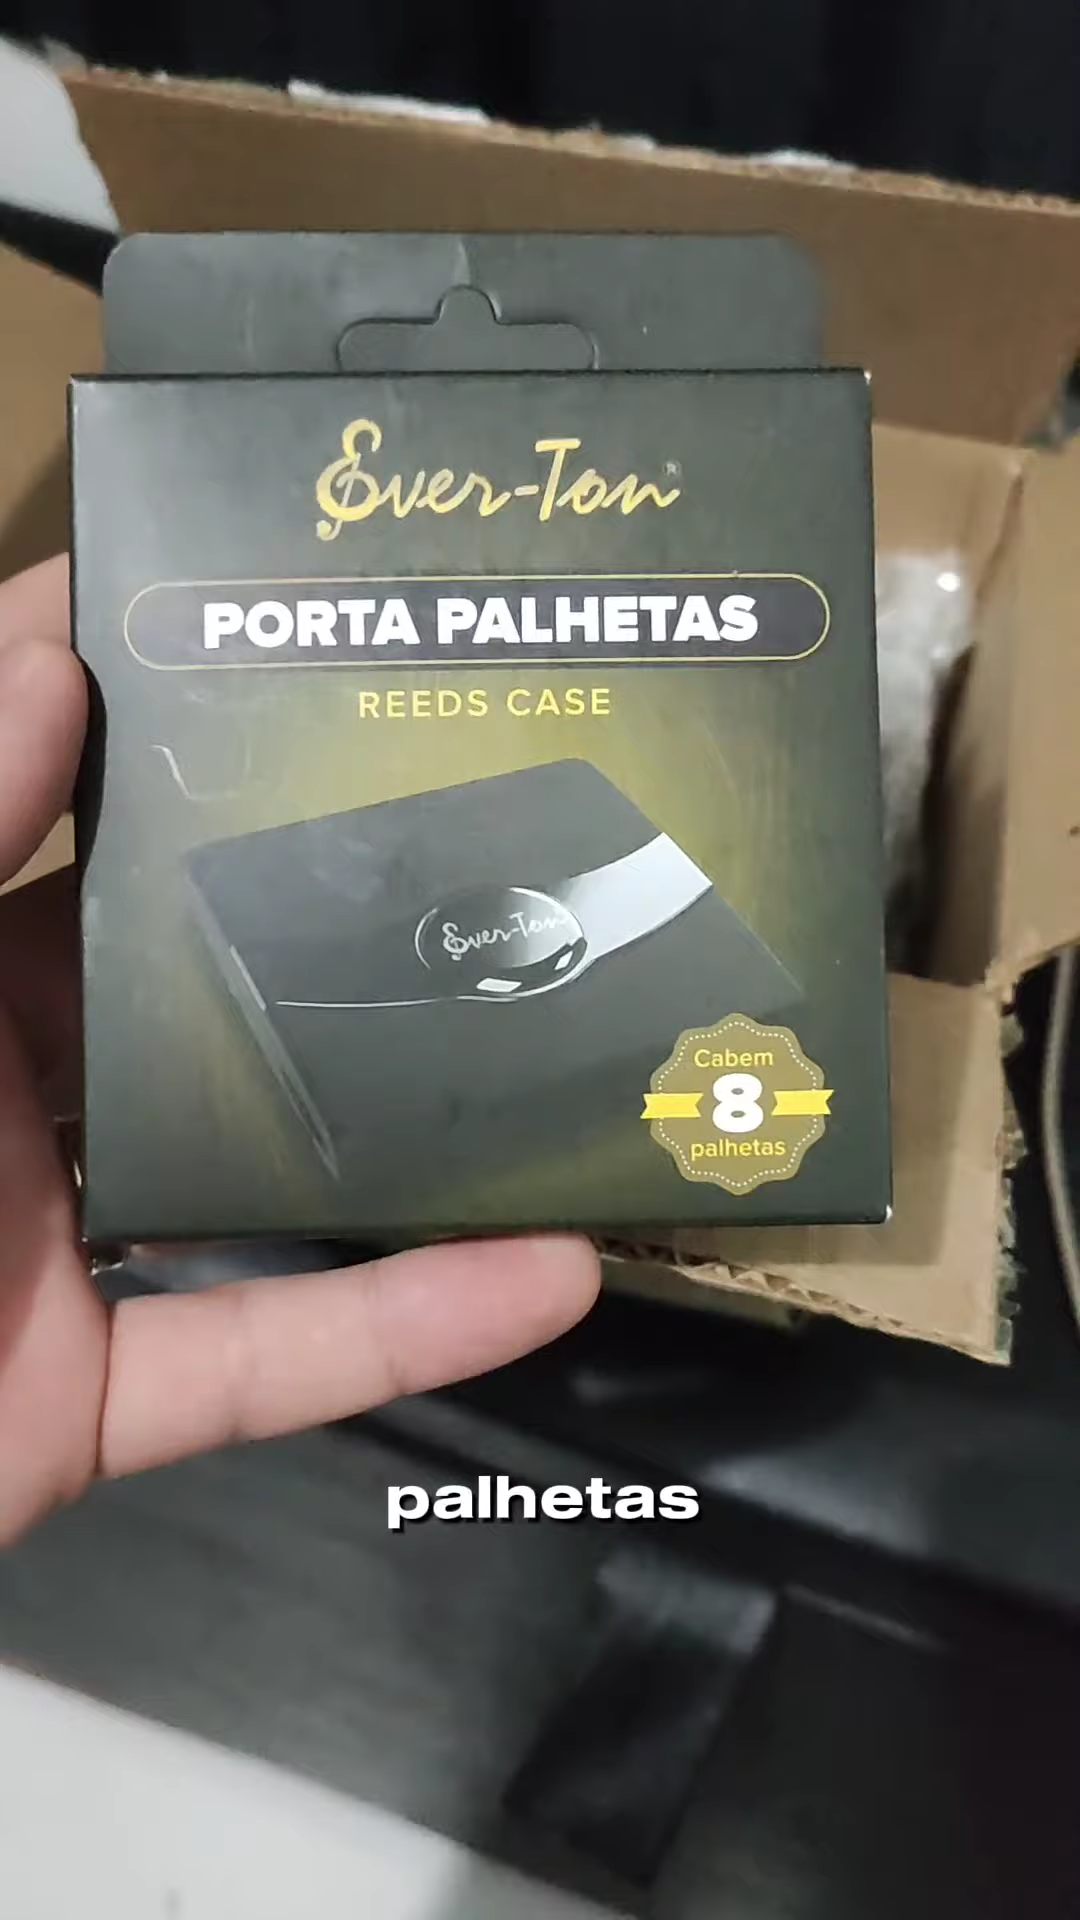 Ever-Ton®
PORTA PALHETAS
REEDS CASE
Ever-Ton
Cabem
8
palhetas
palhetas